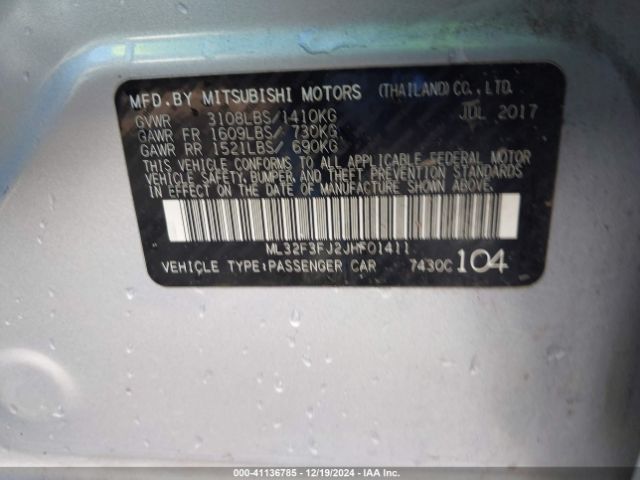 MFD.BY MITSUBISHI MOTORS (THAILAND) CO., LTD.
GVWR 3108LBS/1410KG JUL 2017
GAWR FR 1609LBS/ 730KG
GAWR RR 1521LBS/ 690KG
THIS VEHICLE CONFORMS TO ALL APPLICABLE FEDERAL MOTOR
VEHICLE SAFETY, BUMPER, AND THEFT PREVENTION STANDARDS
IN EFFECT ON THE DATE OF MANUFACTURE SHOWN ABOVE.
ML32F3FJ2JHF01411
VEHICLE TYPE:PASSENGER CAR 7430C 104
000-41136785 - 12/19/2024 - IAA Inc.